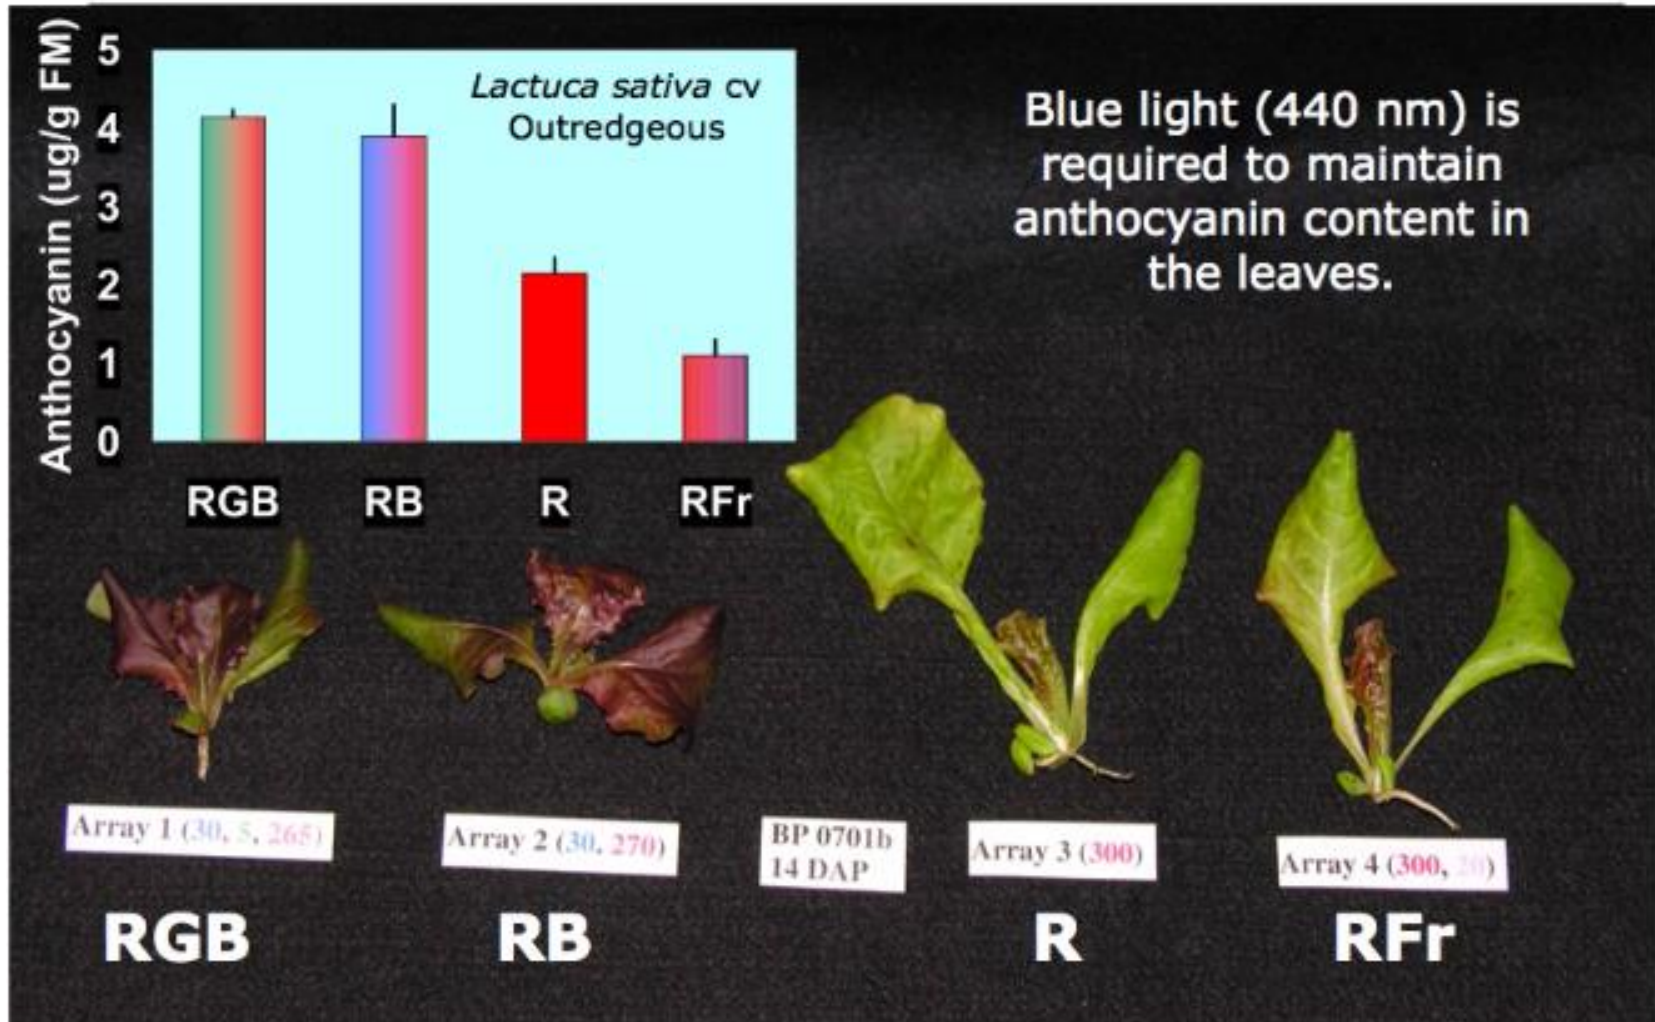 Anthocyanin (ug/g FM)
5
4
3
2
1
0
Lactuca sativa cv
Outredgeous
RGB
RB
R
RFr
Blue light (440 nm) is
required to maintain
anthocyanin content in
the leaves.
Array 1 (30, 5, 265)
Array 2 (30, 270)
BP 0701b
14 DAP
Array 3 (300)
Array 4 (300, 20)
RGB
RB
R
RFr